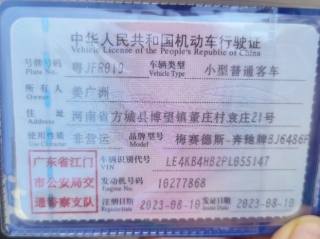 中华人民共和国机动车行驶证
Vehicle License of the People's Republic of China
号牌号码 粤JFR810 车辆类型 小型普通客车
Plate No. Vehicle Type
所有人 姜广洲
Owner
住址 河南省方城县博望镇董庄村袁庄21号
Address
使用性质 非营运 品牌型号 梅赛德斯-奔驰牌BJ6486F
Use Character Model
广东省江门
市公安局交
通警察支队
车辆识别代号 LE4KB4HB2PL055147
VIN
发动机号码 10277868
Engine No.
注册日期 2023-08-10 发证日期 2023-08-10
Register Date Issue Date